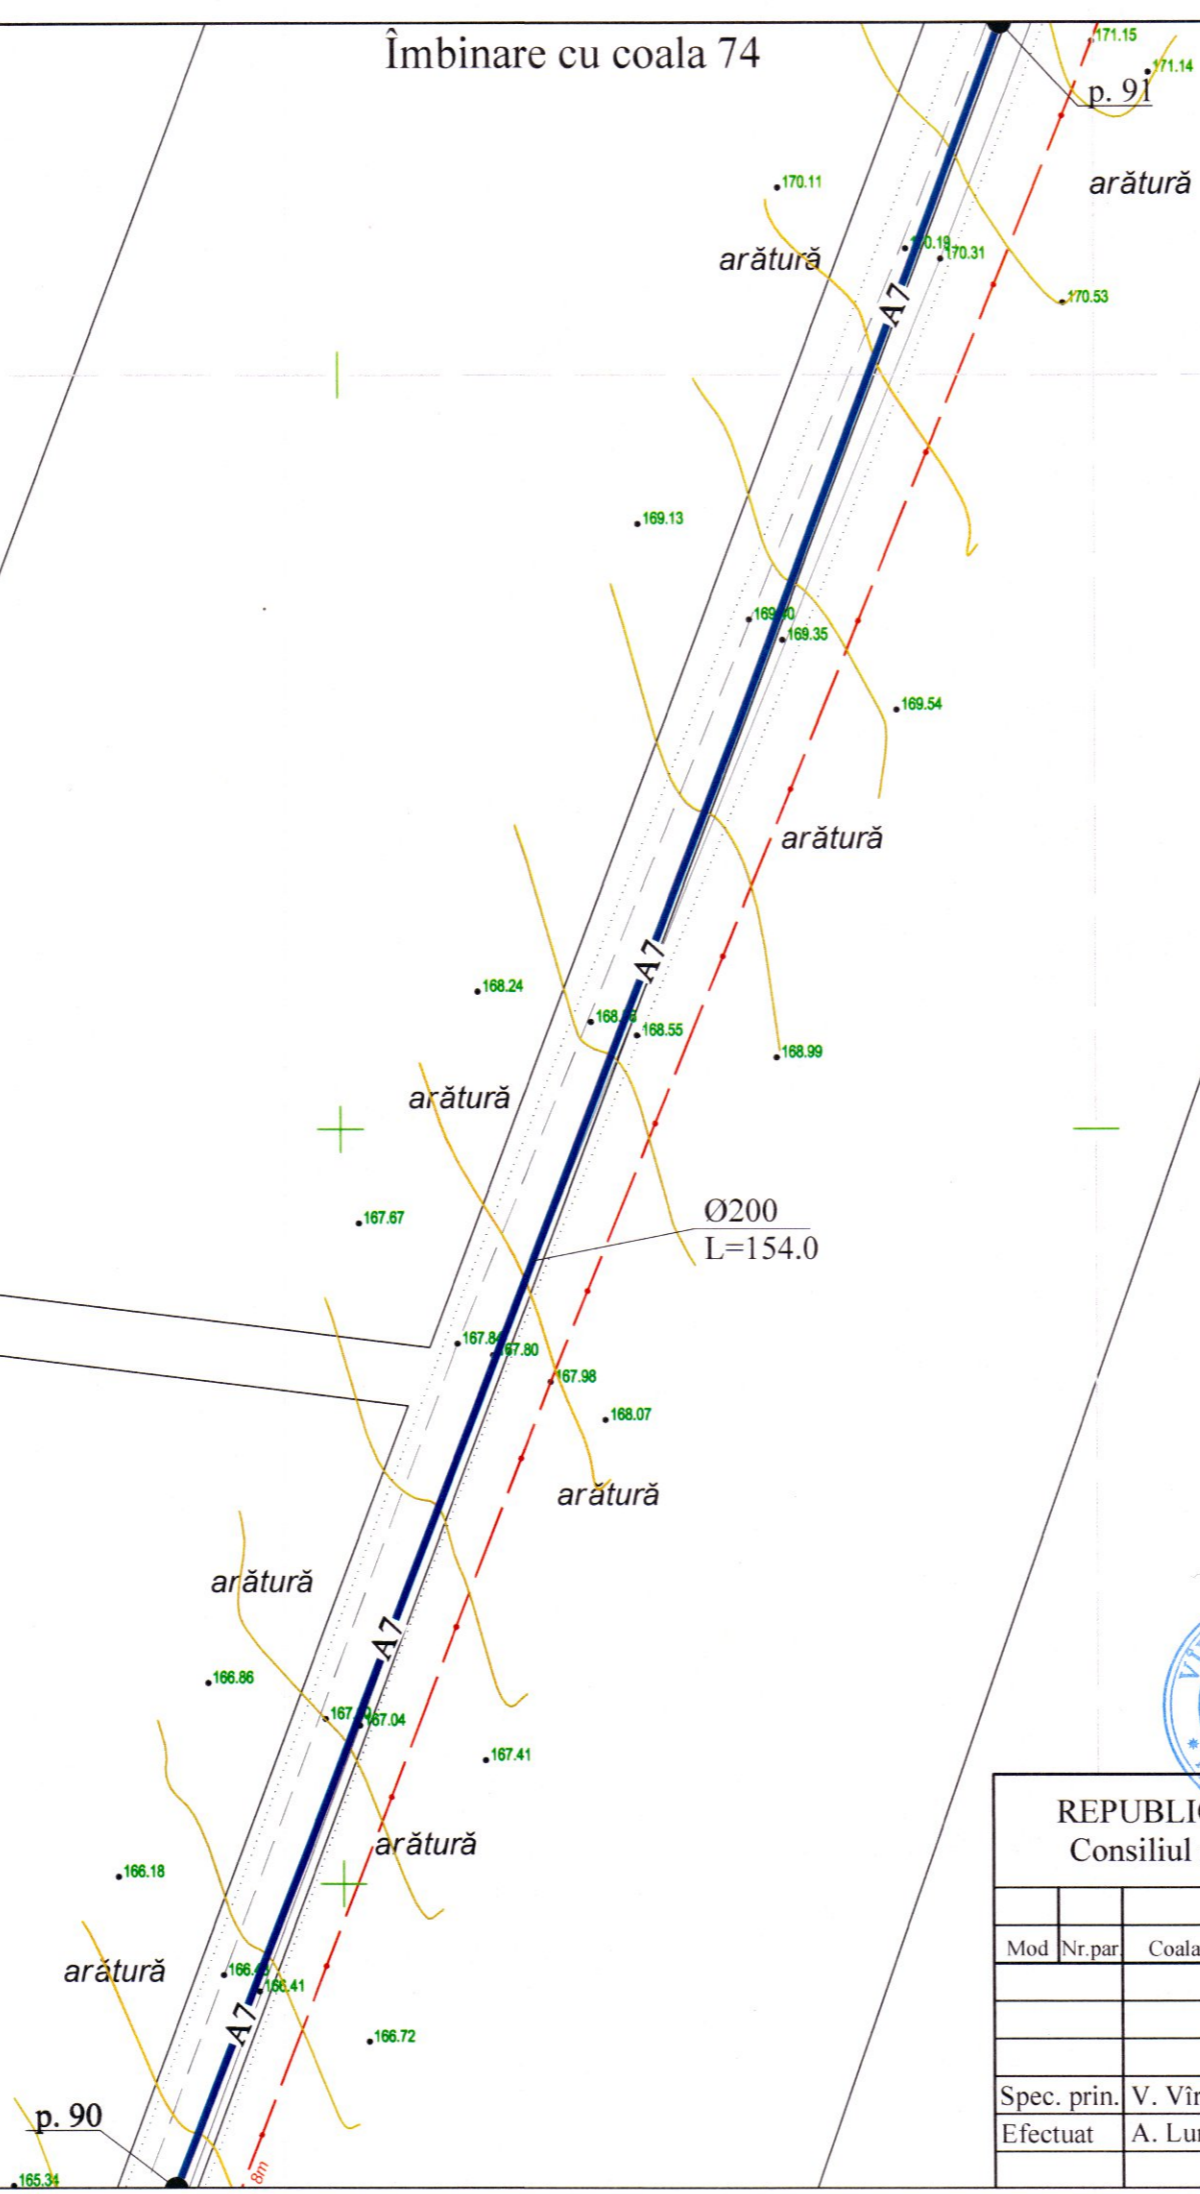 Îmbinare cu coala 74
171.15
171.14
p. 91
170.11
arătură
arătură
170.31
170.53
A7
169.13
169.35
169.54
arătură
A7
168.24
168.55
168.99
arătură
167.67
Ø200
L=154.0
167.80
167.98
168.07
arătură
arătură
A7
166.86
167.04
167.41
arătură
166.18
arătură
166.41
A7
166.72
p. 90
165.34
8m
Consiliul
Mod Nr.par. Coala
Spec. prin.
Efectuat